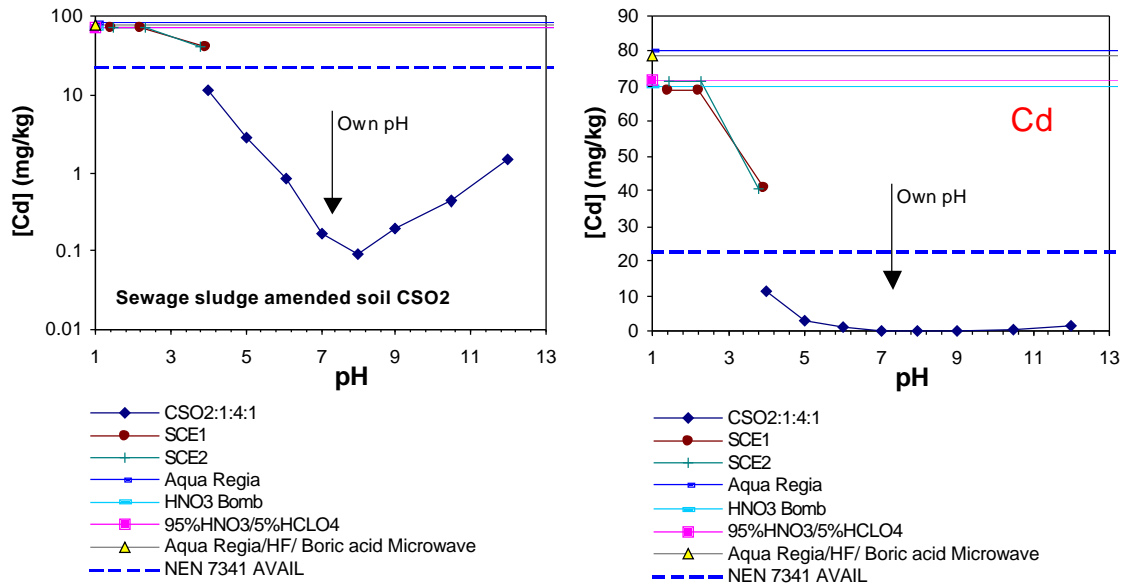 [Cd] (mg/kg)
100
10
1
0.1
0.01
Own pH
Sewage sludge amended soil CSO2
1 3 5 7 9 11 13
pH
CSO2:1:4:1
SCE1
SCE2
Aqua Regia
HNO3 Bomb
95%HNO3/5%HCLO4
Aqua Regia/HF/ Boric acid Microwave
NEN 7341 AVAIL
[Cd] (mg/kg)
90
80
70
60
50
40
30
20
10
0
Cd
Own pH
1 3 5 7 9 11 13
pH
CSO2:1:4:1
SCE1
SCE2
Aqua Regia
HNO3 Bomb
95%HNO3/5%HCLO4
Aqua Regia/HF/ Boric acid Microwave
NEN 7341 AVAIL